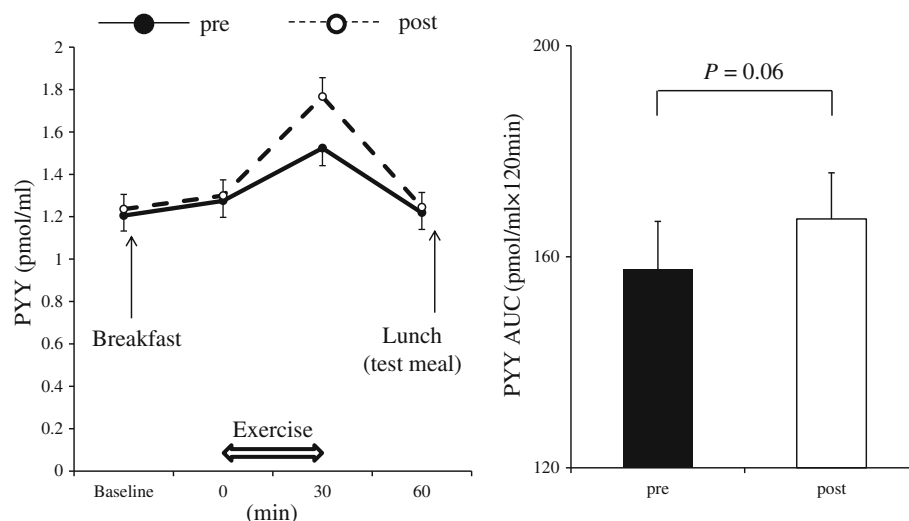 pre
post
PYY (pmol/ml)
2
1.8
1.6
1.4
1.2
1
0.8
0.6
0.4
0.2
0
Breakfast
Lunch
(test meal)
Exercise
Baseline 0 30 60
(min)
PYY AUC (pmol/ml×120min)
200
180
160
140
120
P = 0.06
pre post